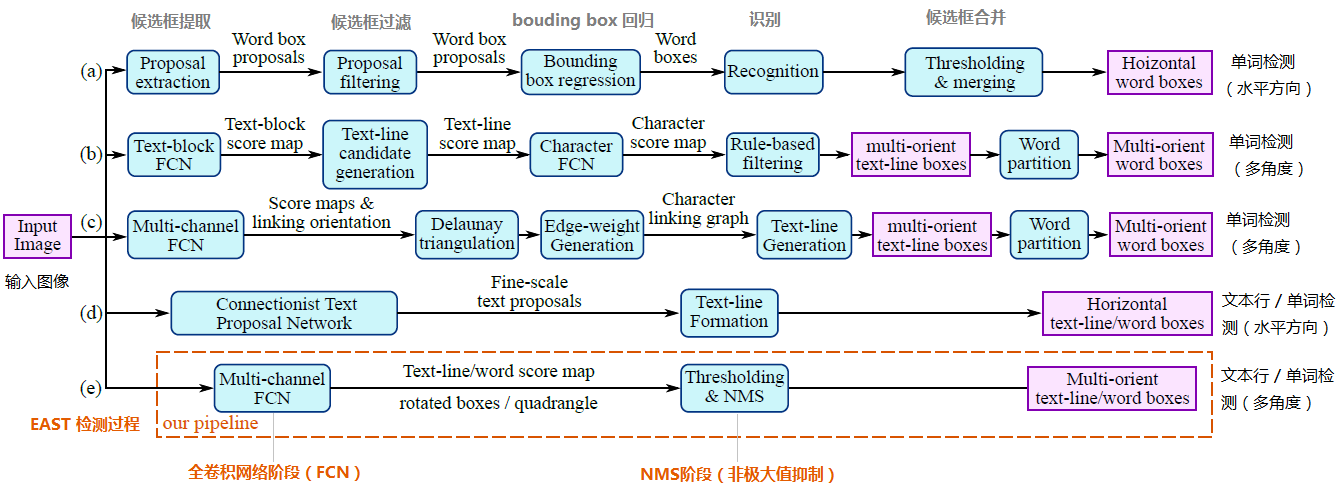 候选框提取
候选框过滤
bouding box 回归
识别
候选框合并
(a)
Proposal
extraction
Word box
proposals
Proposal
filtering
Word box
proposals
Bounding
box regression
Word
boxes
Recognition
Thresholding
& merging
Hoizontal
word boxes
单词检测
（水平方向）
(b)
Text-block
FCN
Text-block
score map
Text-line
candidate
generation
Text-line
score map
Character
FCN
Character
score map
Rule-based
filtering
multi-orient
text-line boxes
Word
partition
Multi-orient
word boxes
单词检测
（多角度）
Input
Image
输入图像
(c)
Multi-channel
FCN
Score maps &
linking orientation
Delaunay
triangulation
Edge-weight
Generation
Character
linking graph
Text-line
Generation
multi-orient
text-line boxes
Word
partition
Multi-orient
word boxes
单词检测
（多角度）
(d)
Connectionist Text
Proposal Network
Fine-scale
text proposals
Text-line
Formation
Horizontal
text-line/word boxes
文本行 / 单词检
测（水平方向）
(e)
Multi-channel
FCN
Text-line/word score map
rotated boxes / quadrangle
Thresholding
& NMS
Multi-orient
text-line/word boxes
文本行 / 单词检
测（多角度）
EAST 检测过程
our pipeline
全卷积网络阶段（FCN）
NMS阶段（非极大值抑制）